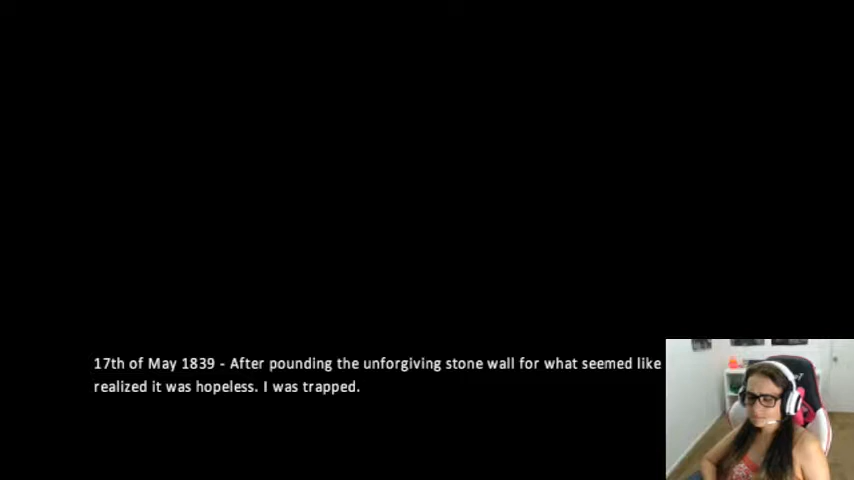 17th of May 1839 - After pounding the unforgiving stone wall for what seemed like
realized it was hopeless. I was trapped.